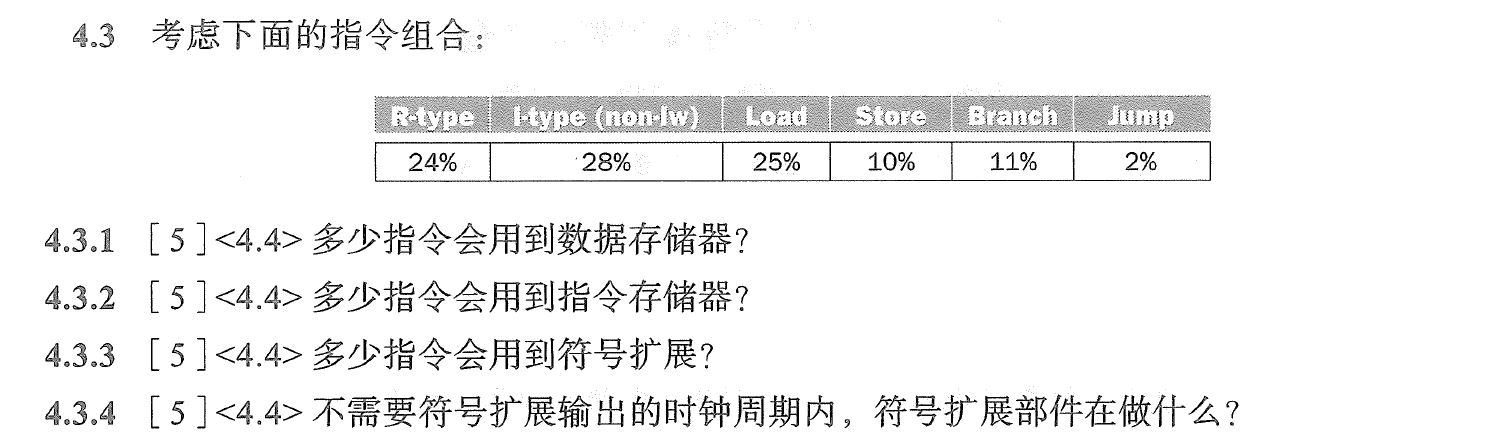 4.3 考虑下面的指令组合：
R-type I-type (non-lw) Load Store Branch Jump
24% 28% 25% 10% 11% 2%
4.3.1 [5]<4.4> 多少指令会用到数据存储器？
4.3.2 [5]<4.4> 多少指令会用到指令存储器？
4.3.3 [5]<4.4> 多少指令会用到符号扩展？
4.3.4 [5]<4.4> 不需要符号扩展输出的时钟周期内，符号扩展部件在做什么？